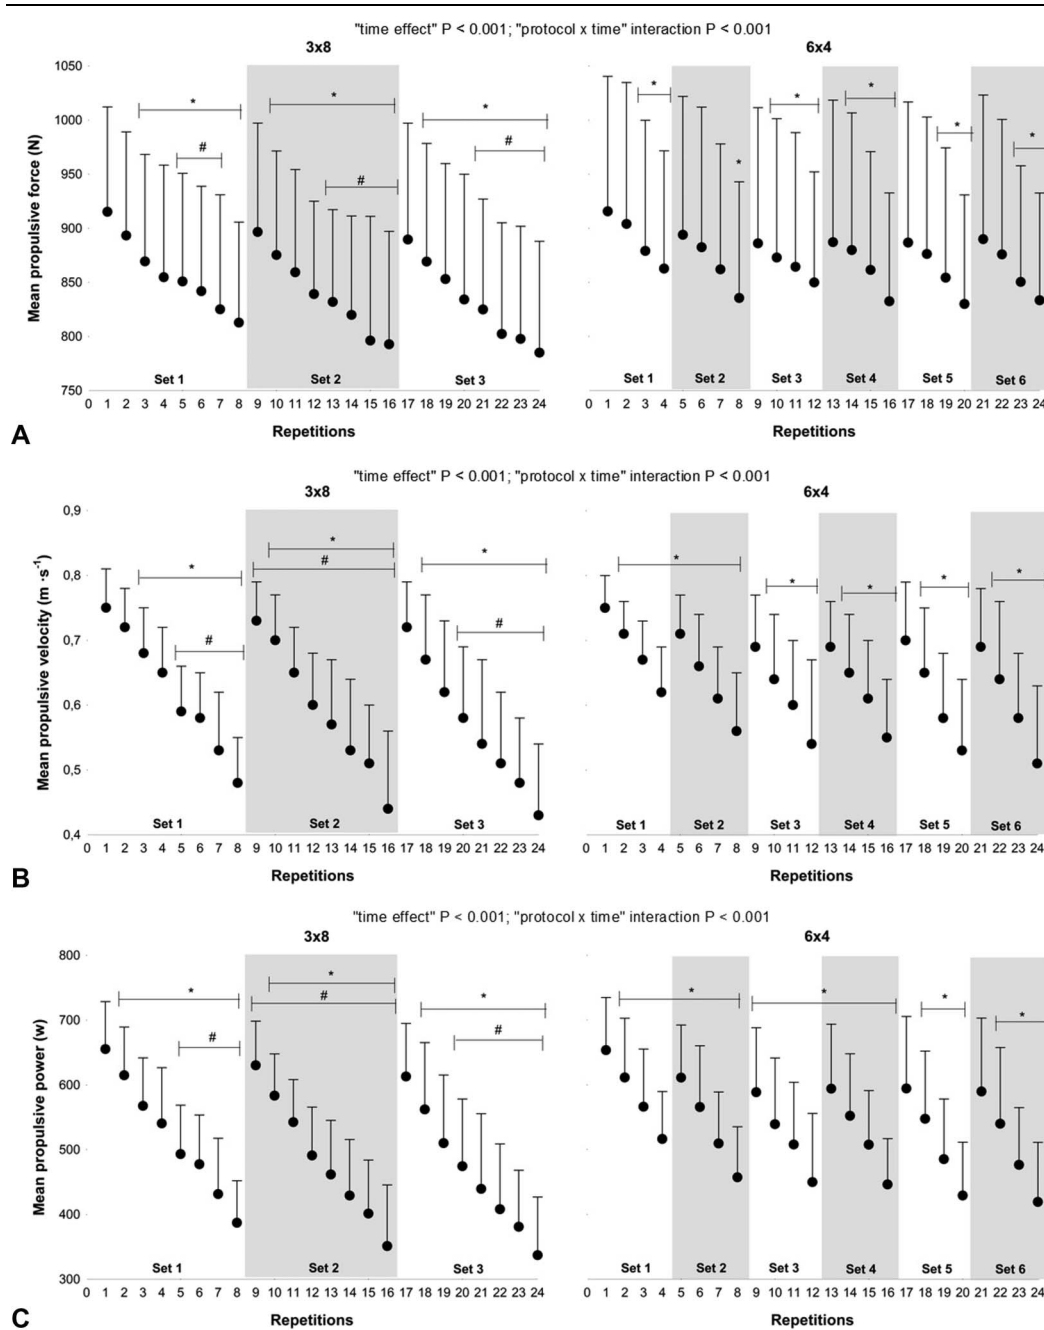 "time effect" P < 0.001; "protocol x time" interaction P < 0.001
3x8 6x4
Mean propulsive force (N)
1050
1000
950
900
850
800
750
* * * * * * * * *
# # #
Set 1 Set 2 Set 3 Set 1 Set 2 Set 3 Set 4 Set 5 Set 6
0 1 2 3 4 5 6 7 8 9 10 11 12 13 14 15 16 17 18 19 20 21 22 23 24 0 1 2 3 4 5 6 7 8 9 10 11 12 13 14 15 16 17 18 19 20 21 22 23 24
Repetitions Repetitions
A
"time effect" P < 0.001; "protocol x time" interaction P < 0.001
3x8 6x4
Mean propulsive velocity (m ·s-1)
0,9
0,8
0,7
0,6
0,5
0,4
* * * * * * * *
# # #
Set 1 Set 2 Set 3 Set 1 Set 2 Set 3 Set 4 Set 5 Set 6
0 1 2 3 4 5 6 7 8 9 10 11 12 13 14 15 16 17 18 19 20 21 22 23 24 0 1 2 3 4 5 6 7 8 9 10 11 12 13 14 15 16 17 18 19 20 21 22 23 24
Repetitions Repetitions
B
"time effect" P < 0.001; "protocol x time" interaction P < 0.001
3x8 6x4
Mean propulsive power (w)
800
700
600
500
400
300
* * * * * * *
# # #
Set 1 Set 2 Set 3 Set 1 Set 2 Set 3 Set 4 Set 5 Set 6
0 1 2 3 4 5 6 7 8 9 10 11 12 13 14 15 16 17 18 19 20 21 22 23 24 0 1 2 3 4 5 6 7 8 9 10 11 12 13 14 15 16 17 18 19 20 21 22 23 24
Repetitions Repetitions
C